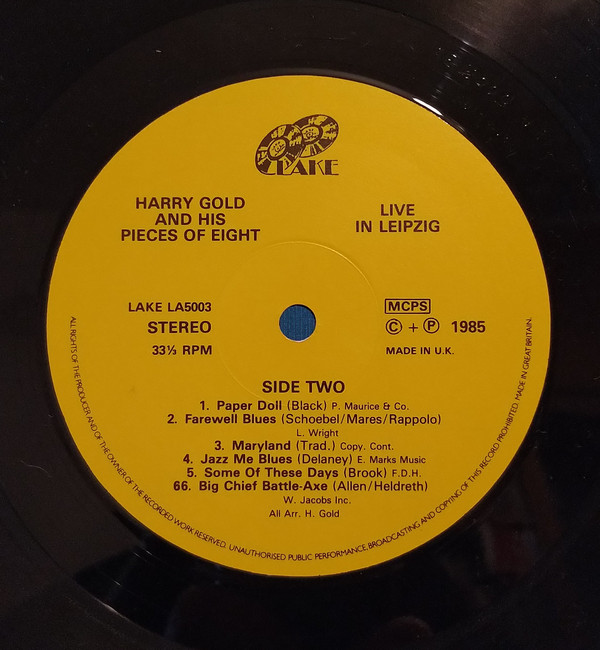 LAKE
HARRY GOLD
AND HIS
PIECES OF EIGHT
LIVE
IN LEIPZIG
LAKE LA5003
STEREO
33⅓ RPM
MCPS
© + ℗ 1985
MADE IN U.K.
SIDE TWO
1. Paper Doll (Black) P. Maurice & Co.
2. Farewell Blues (Schoebel/Mares/Rappolo)
L. Wright
3. Maryland (Trad.) Copy. Cont.
4. Jazz Me Blues (Delaney) E. Marks Music
5. Some Of These Days (Brook) F.D.H.
66. Big Chief Battle-Axe (Allen/Heldreth)
W. Jacobs Inc.
All Arr. H. Gold
ALL RIGHTS OF THE PRODUCER AND OF THE OWNER OF THE RECORDED WORK RESERVED. UNAUTHORISED PUBLIC PERFORMANCE, BROADCASTING AND COPYING OF THIS RECORD PROHIBITED. MADE IN GREAT BRITAIN.